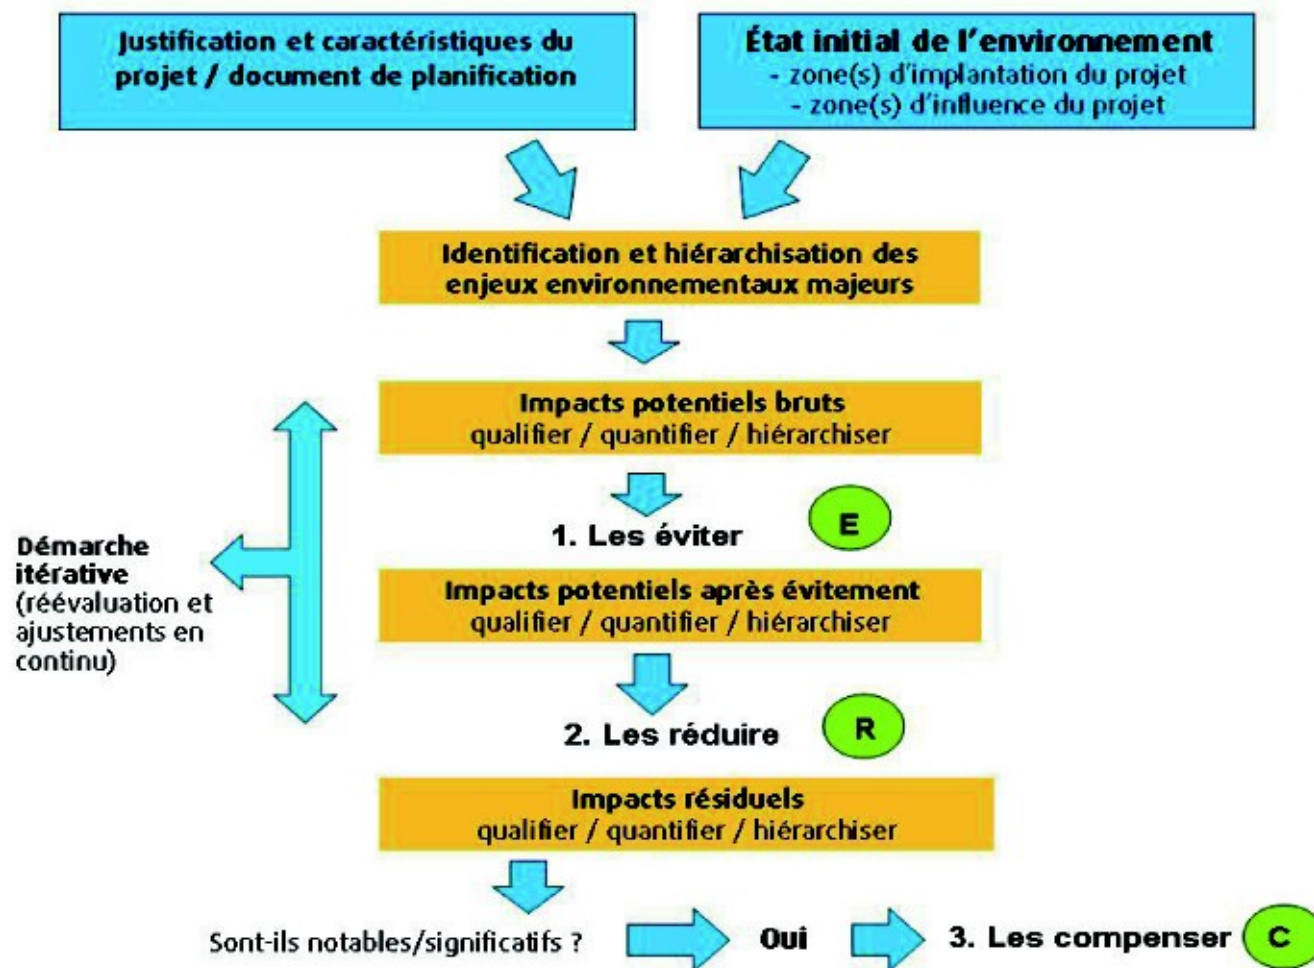 Justification et caractéristiques du
projet / document de planification
État initial de l'environnement
- zone(s) d'implantation du projet
- zone(s) d'influence du projet
Identification et hiérarchisation des
enjeux environnementaux majeurs
Impacts potentiels bruts
qualifier / quantifier / hiérarchiser
1. Les éviter
E
Démarche
itérative
(réévaluation et
ajustements en
continu)
Impacts potentiels après évitement
qualifier / quantifier / hiérarchiser
2. Les réduire
R
Impacts résiduels
qualifier / quantifier / hiérarchiser
Sont-ils notables/significatifs ?
Oui
3. Les compenser
C